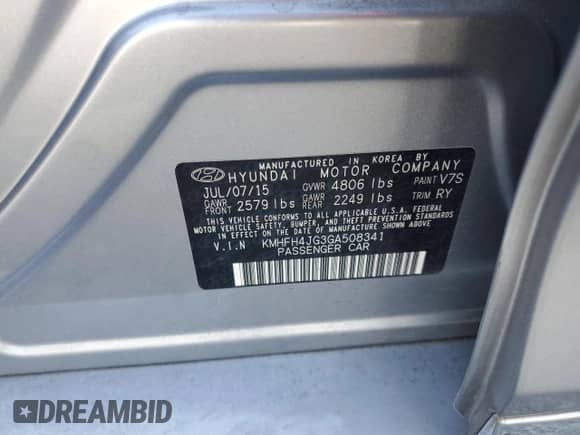 MANUFACTURED IN KOREA BY
HYUNDAI MOTOR COMPANY
JUL/07/15 GVWR 4806 lbs PAINT V7S
GAWR FRONT 2579 lbs GAWR REAR 2249 lbs TRIM RY
THIS VEHICLE CONFORMS TO ALL APPLICABLE U.S.A. FEDERAL
MOTOR VEHICLE SAFETY, BUMPER, AND THEFT PREVENTION
STANDARDS IN EFFECT ON THE DATE OF MANUFACTURE SHOWN ABOVE.
V.I.N KMHFH4JG3GA508341
PASSENGER CAR
DREAMBID